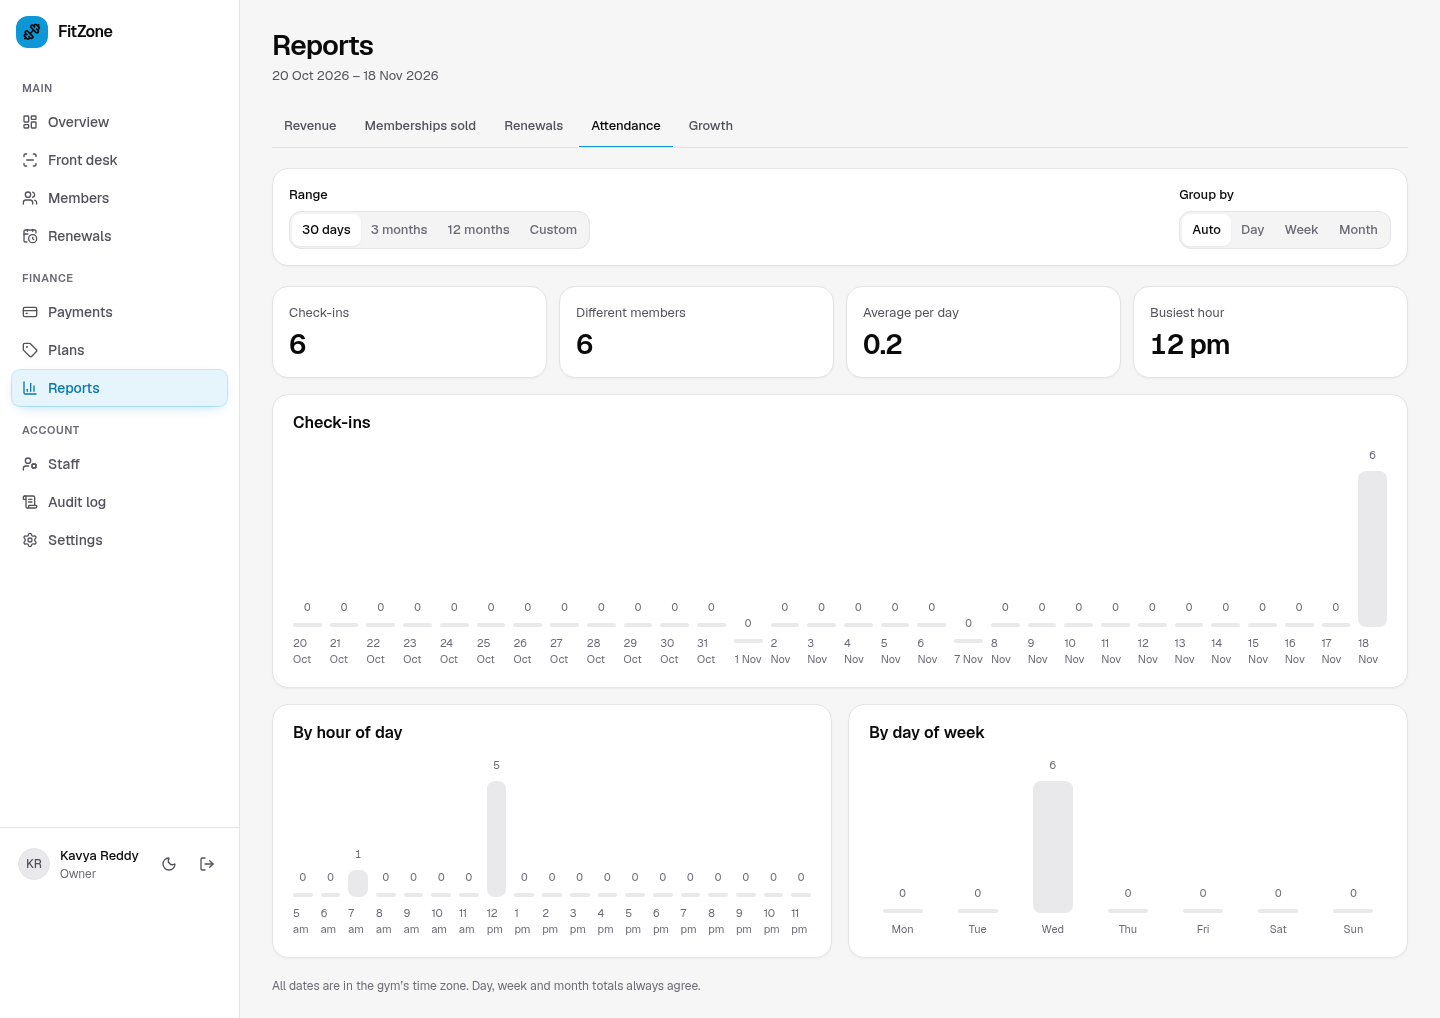 FitZone
MAIN
Overview
Front desk
Members
Renewals
FINANCE
Payments
Plans
Reports
ACCOUNT
Staff
Audit log
Settings
KR
Kavya Reddy
Owner
Reports
20 Oct 2026 – 18 Nov 2026
Revenue Memberships sold Renewals Attendance Growth
Range
30 days 3 months 12 months Custom
Group by
Auto Day Week Month
Check-ins
6
Different members
6
Average per day
0.2
Busiest hour
12 pm
Check-ins
6
0 0 0 0 0 0 0 0 0 0 0 0 0 0 0 0 0 0 0 0 0 0 0 0 0 0 0 0 0
20 Oct 21 Oct 22 Oct 23 Oct 24 Oct 25 Oct 26 Oct 27 Oct 28 Oct 29 Oct 30 Oct 31 Oct 1 Nov 2 Nov 3 Nov 4 Nov 5 Nov 6 Nov 7 Nov 8 Nov 9 Nov 10 Nov 11 Nov 12 Nov 13 Nov 14 Nov 15 Nov 16 Nov 17 Nov 18 Nov
By hour of day
5
1
0 0 0 0 0 0 0 0 0 0 0 0 0 0 0 0 0
5 am 6 am 7 am 8 am 9 am 10 am 11 am 12 pm 1 pm 2 pm 3 pm 4 pm 5 pm 6 pm 7 pm 8 pm 9 pm 10 pm 11 pm
By day of week
6
0 0 0 0 0 0
Mon Tue Wed Thu Fri Sat Sun
All dates are in the gym's time zone. Day, week and month totals always agree.